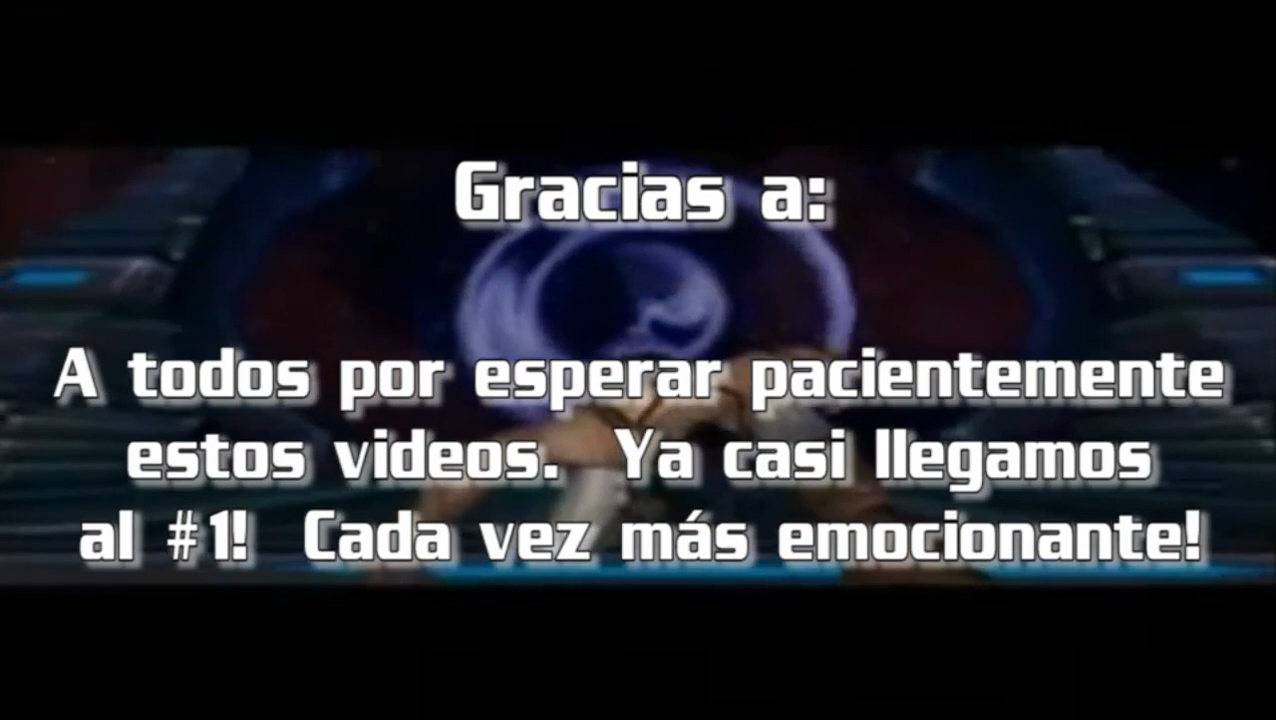 Gracias a:
A todos por esperar pacientemente
estos videos. Ya casi llegamos
al #1! Cada vez más emocionante!